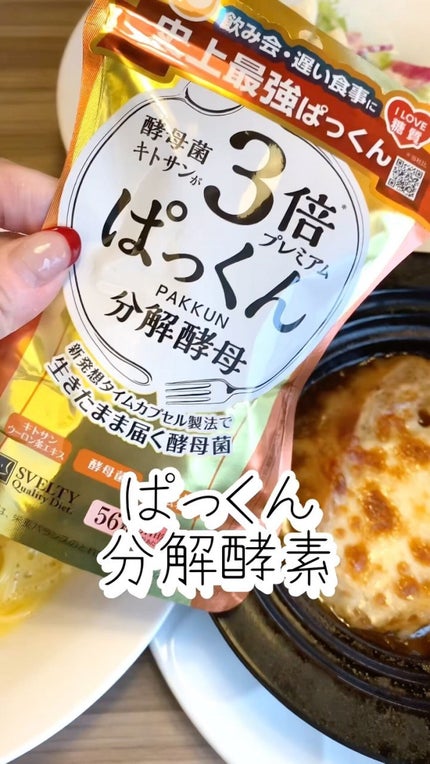 飲み会・遅い食事に
史上最強ぱっくん
I LOVE
糖質
酵母菌
キトサンが
3倍
プレミアム
ぱっくん
PAKKUN
分解酵母
新発想タイムカプセル製法で
生きたまま届く酵母菌
キトサン
ウーロン茶エキス
酵母菌
SVELTY
Quality Diet.
56
ぱっくん
分解酵素